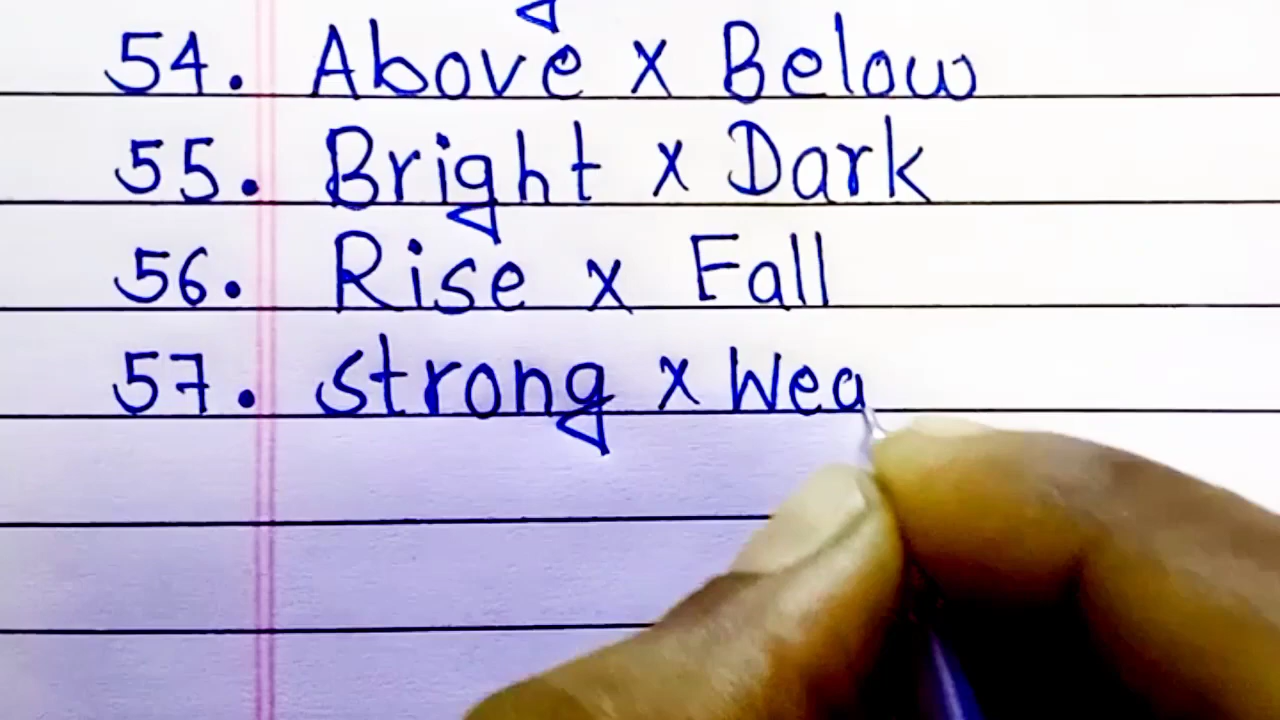 54. Above x Below
55. Bright x Dark
56. Rise x Fall
57. Strong x Wea